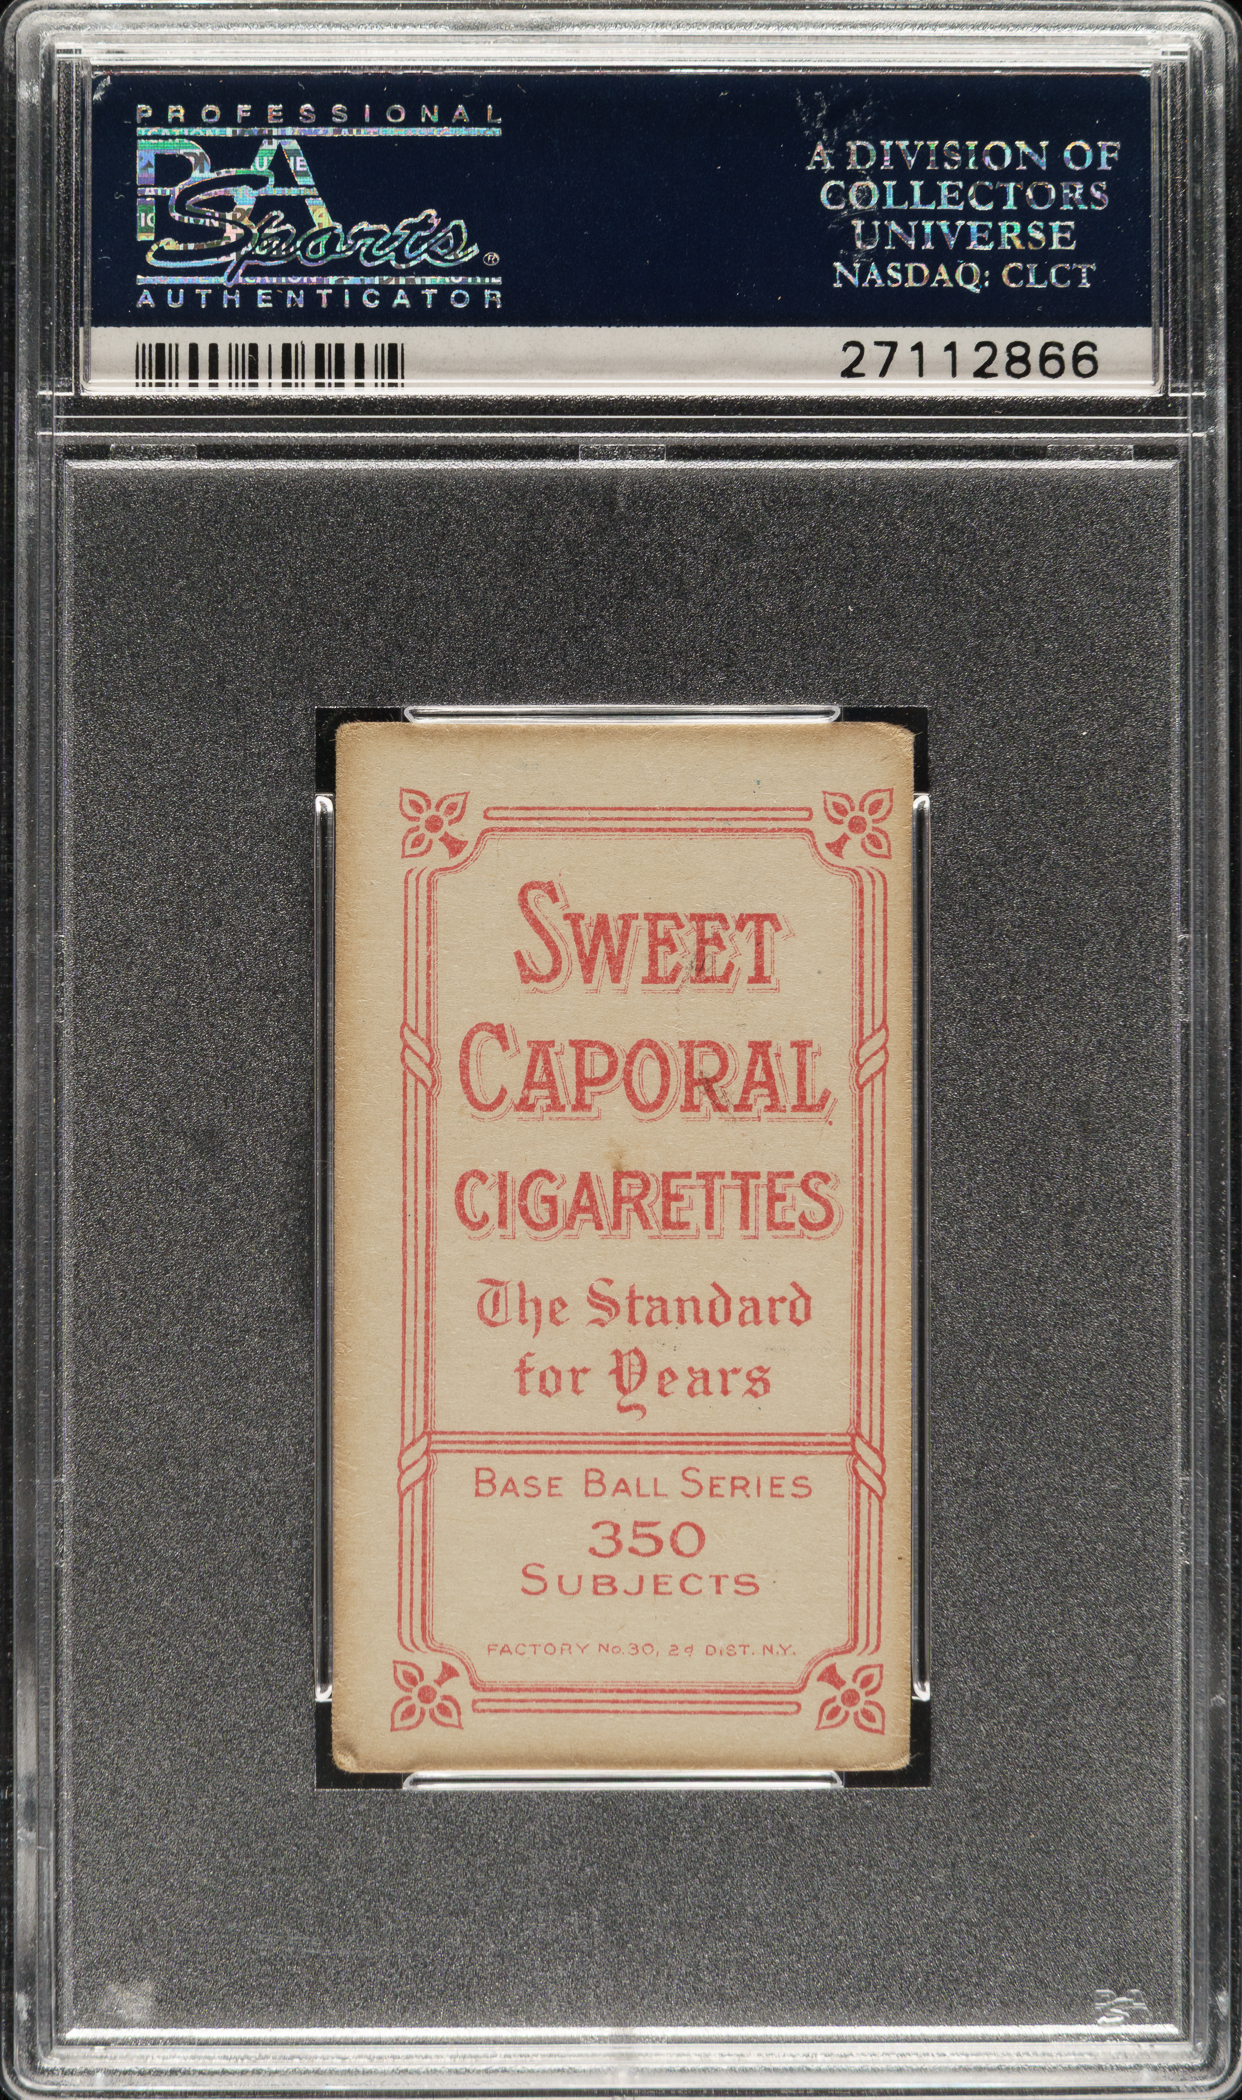 PROFESSIONAL
PSA
Sports®
AUTHENTICATOR
A DIVISION OF
COLLECTORS
UNIVERSE
NASDAQ: CLCT
27112866
SWEET
CAPORAL
CIGARETTES
The Standard
for Years
BASE BALL SERIES
350
SUBJECTS
FACTORY No. 30, 2d DIST. N.Y.
PSA